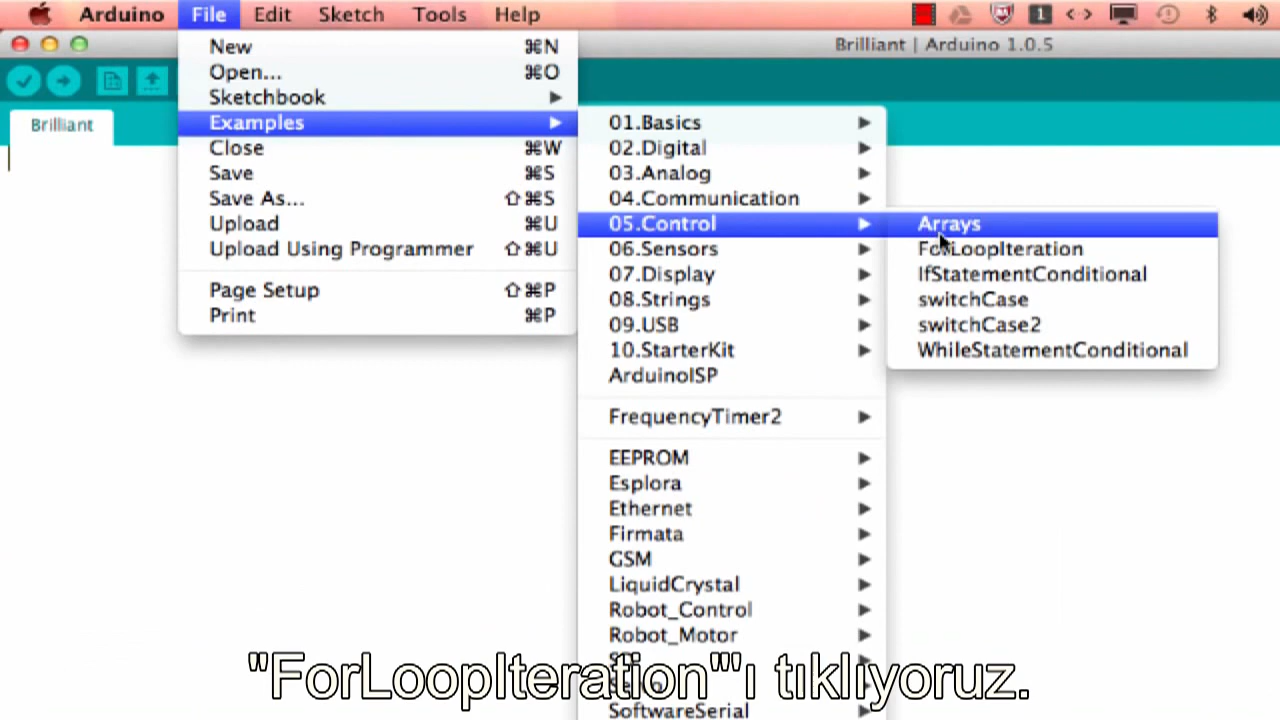 Arduino File Edit Sketch Tools Help 1
Brilliant | Arduino 1.0.5
Brilliant
New ⌘N
Open... ⌘O
Sketchbook ▶
Examples ▶
Close ⌘W
Save ⌘S
Save As... ⇧⌘S
Upload ⌘U
Upload Using Programmer ⇧⌘U
Page Setup ⇧⌘P
Print ⌘P
01.Basics ▶
02.Digital ▶
03.Analog ▶
04.Communication ▶
05.Control ▶
06.Sensors ▶
07.Display ▶
08.Strings ▶
09.USB ▶
10.StarterKit ▶
ArduinoISP
FrequencyTimer2 ▶
EEPROM ▶
Esplora ▶
Ethernet ▶
Firmata ▶
GSM ▶
LiquidCrystal ▶
Robot_Control ▶
Robot_Motor ▶
SoftwareSerial ▶
Arrays
ForLoopIteration
IfStatementConditional
switchCase
switchCase2
WhileStatementConditional
"ForLoopIteration"'ı tıklıyoruz.